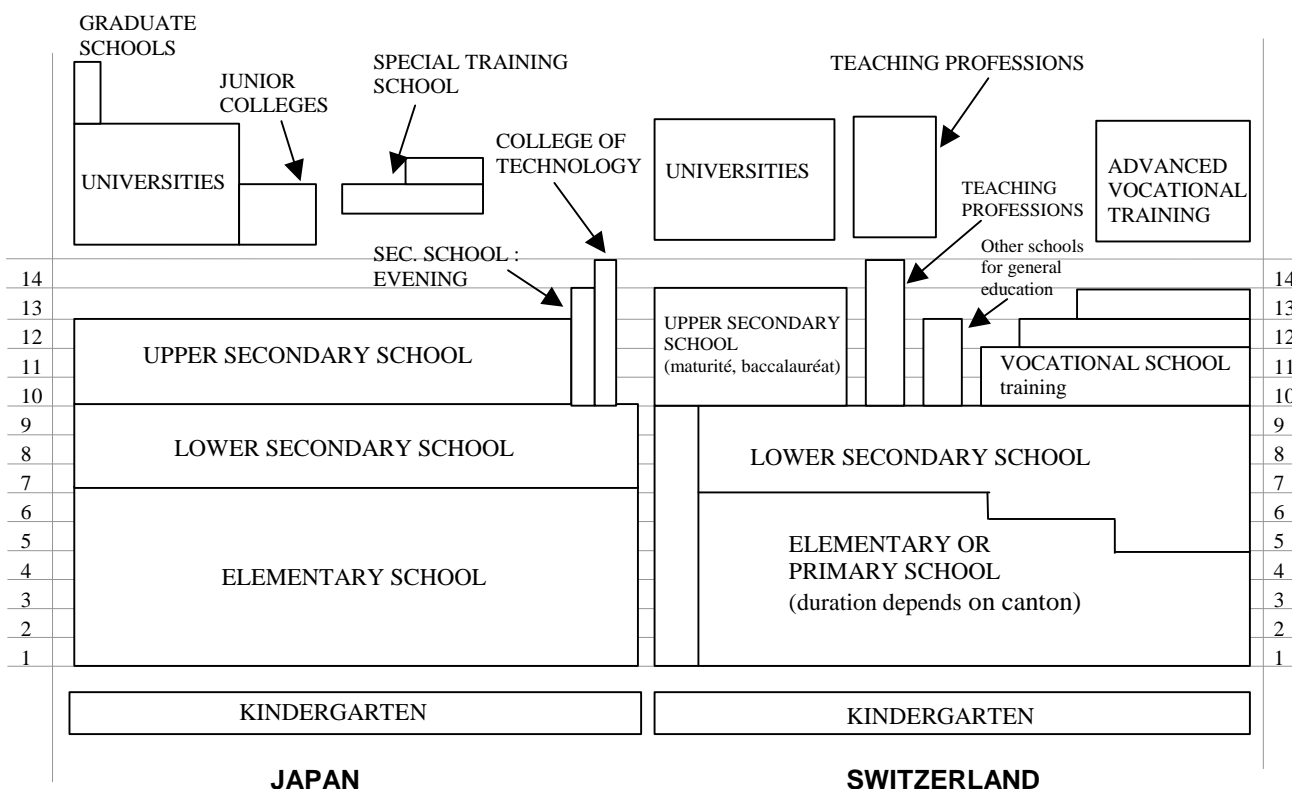 GRADUATE
SCHOOLS
JUNIOR
COLLEGES
SPECIAL TRAINING
SCHOOL
COLLEGE OF
TECHNOLOGY
UNIVERSITIES
SEC. SCHOOL :
EVENING
UPPER SECONDARY SCHOOL
LOWER SECONDARY SCHOOL
ELEMENTARY SCHOOL
KINDERGARTEN
JAPAN
14
13
12
11
10
9
8
7
6
5
4
3
2
1
TEACHING PROFESSIONS
UNIVERSITIES
TEACHING
PROFESSIONS
ADVANCED
VOCATIONAL
TRAINING
Other schools
for general
education
UPPER SECONDARY
SCHOOL
(maturité, baccalauréat)
VOCATIONAL SCHOOL
training
LOWER SECONDARY SCHOOL
ELEMENTARY OR
PRIMARY SCHOOL
(duration depends on canton)
KINDERGARTEN
SWITZERLAND
14
13
12
11
10
9
8
7
6
5
4
3
2
1